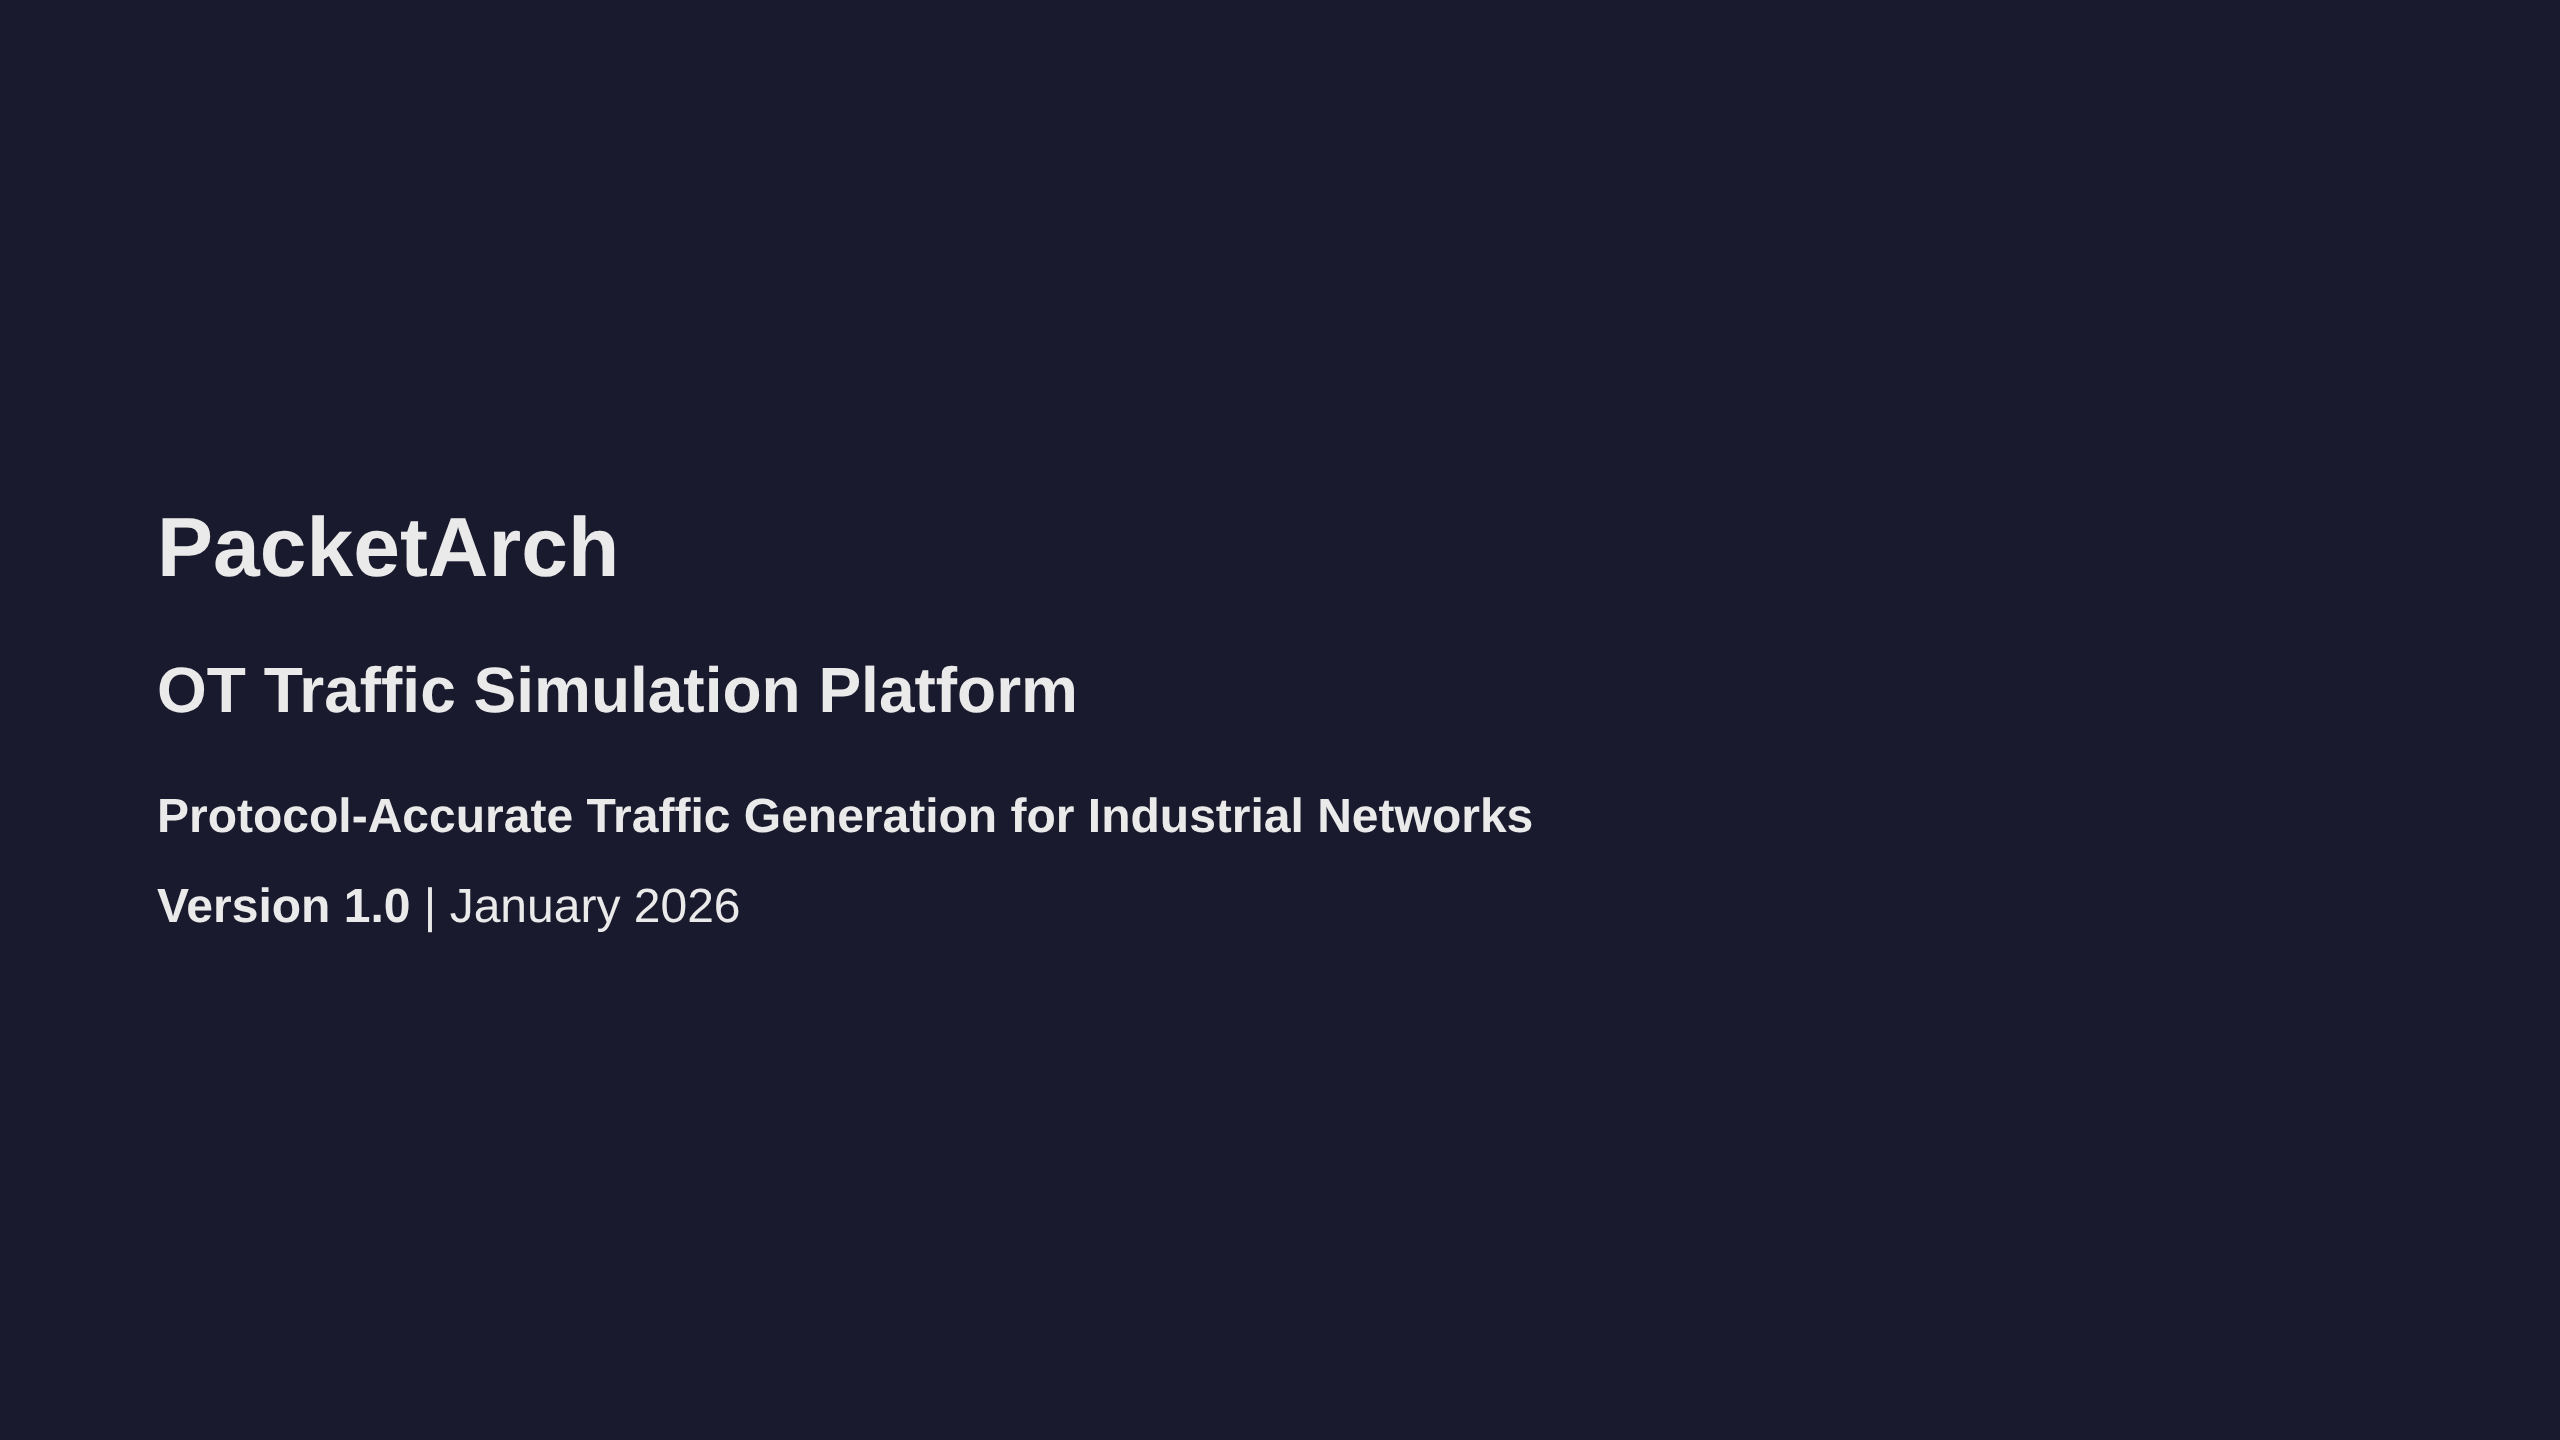 PacketArch
OT Traffic Simulation Platform
Protocol-Accurate Traffic Generation for Industrial Networks
Version 1.0 | January 2026